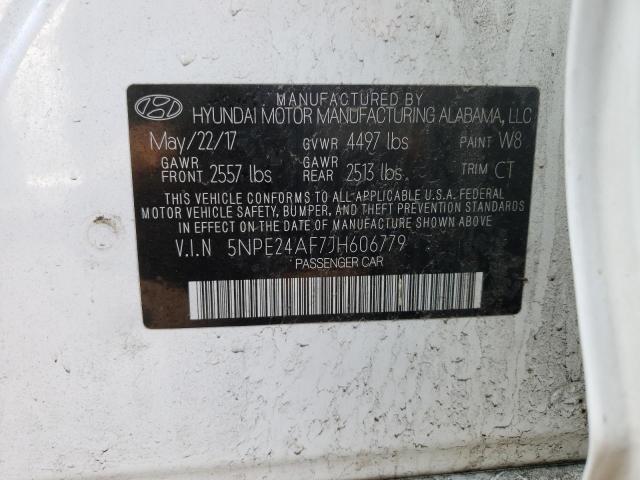 MANUFACTURED BY
HYUNDAI MOTOR MANUFACTURING ALABAMA, LLC
May/22/17 GVWR 4497 lbs PAINT W8
GAWR FRONT 2557 lbs GAWR REAR 2513 lbs TRIM CT
THIS VEHICLE CONFORMS TO ALL APPLICABLE U.S.A. FEDERAL
MOTOR VEHICLE SAFETY, BUMPER, AND THEFT PREVENTION STANDARDS
IN EFFECT ON THE DATE OF MANUFACTURE SHOWN ABOVE.
V.I.N 5NPE24AF7JH606779
PASSENGER CAR